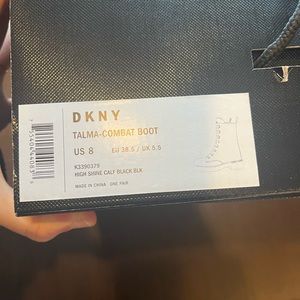 DKNY
TALMA-COMBAT BOOT
US 8 EU 38.5 / UK 5.5
K3390375
HIGH SHINE CALF BLACK BLK
MADE IN CHINA ONE PAIR